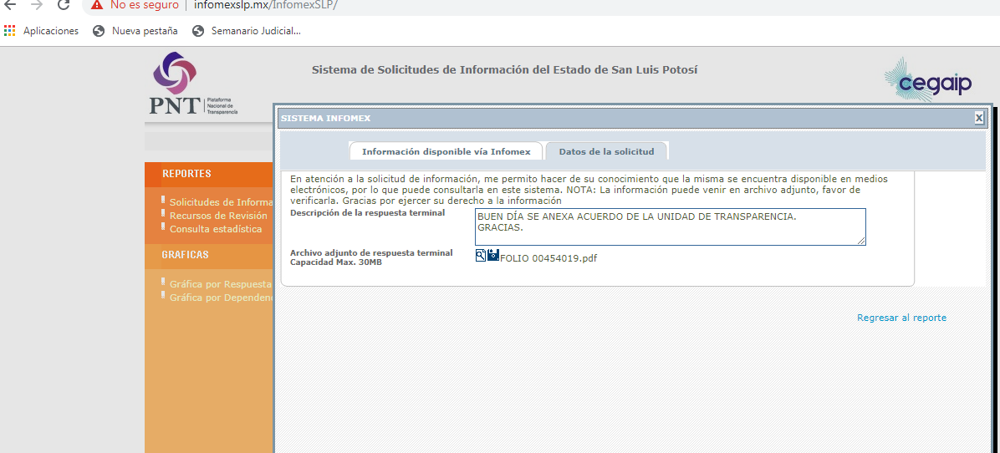 No es seguro | infomexslp.mx/InfomexSLP/
Aplicaciones Nueva pestaña Semanario Judicial...
PNT Plataforma Nacional de Transparencia
Sistema de Solicitudes de Información del Estado de San Luis Potosí
cegaip
SISTEMA INFOMEX X
Información disponible vía Infomex Datos de la solicitud
REPORTES
Solicitudes de Informa
Recursos de Revisión
Consulta estadística
GRAFICAS
Gráfica por Respuesta
Gráfica por Dependen
En atención a la solicitud de información, me permito hacer de su conocimiento que la misma se encuentra disponible en medios
electrónicos, por lo que puede consultarla en este sistema. NOTA: La información puede venir en archivo adjunto, favor de
verificarla. Gracias por ejercer su derecho a la información
Descripción de la respuesta terminal
BUEN DÍA SE ANEXA ACUERDO DE LA UNIDAD DE TRANSPARENCIA.
GRACIAS.
Archivo adjunto de respuesta terminal
Capacidad Max. 30MB
FOLIO 00454019.pdf
Regresar al reporte